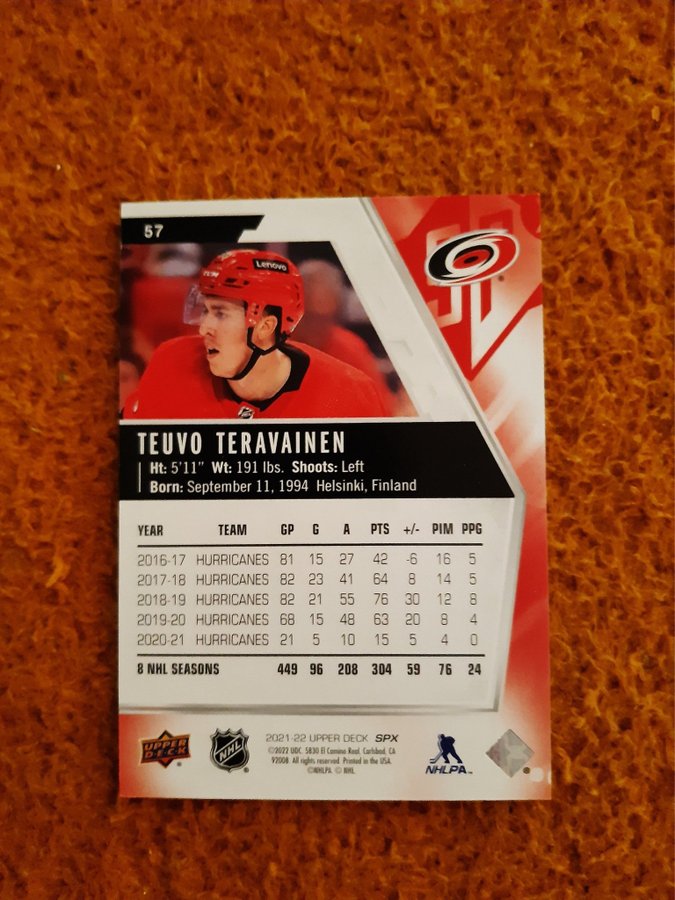 57
Lenovo
TEUVO TERAVAINEN
Ht: 5'11" Wt: 191 lbs. Shoots: Left
Born: September 11, 1994 Helsinki, Finland
YEAR TEAM GP G A PTS +/- PIM PPG
2016-17 HURRICANES 81 15 27 42 -6 16 5
2017-18 HURRICANES 82 23 41 64 8 14 5
2018-19 HURRICANES 82 21 55 76 30 12 8
2019-20 HURRICANES 68 15 48 63 20 8 4
2020-21 HURRICANES 21 5 10 15 5 4 0
8 NHL SEASONS 449 96 208 304 59 76 24
UPPER DECK
NHL
2021-22 UPPER DECK SPX
©2022 UDC. 5830 El Camino Real, Carlsbad, CA
92008. All rights reserved. Printed in the USA.
©NHLPA © NHL.
NHLPA™